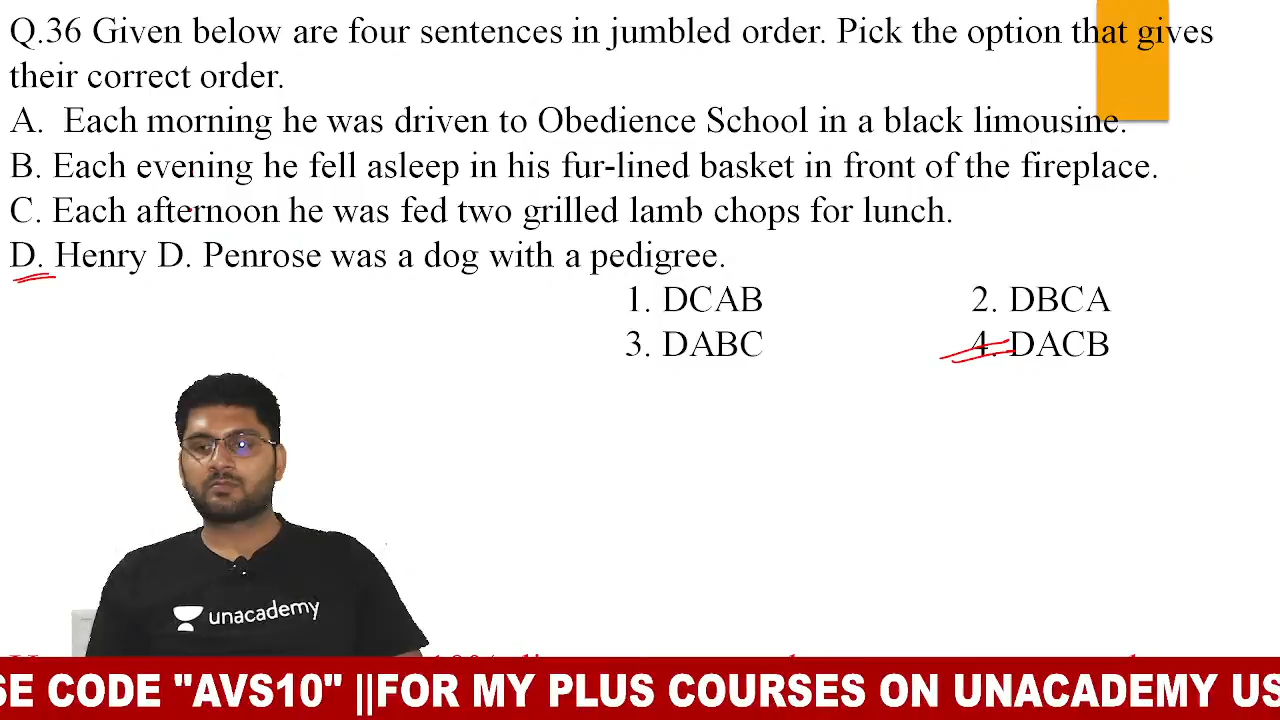 Q.36 Given below are four sentences in jumbled order. Pick the option that gives
their correct order.
A. Each morning he was driven to Obedience School in a black limousine.
B. Each evening he fell asleep in his fur-lined basket in front of the fireplace.
C. Each afternoon he was fed two grilled lamb chops for lunch.
D. Henry D. Penrose was a dog with a pedigree.
1. DCAB 2. DBCA
3. DABC 4. DACB
unacademy
SE CODE "AVS10" ||FOR MY PLUS COURSES ON UNACADEMY US